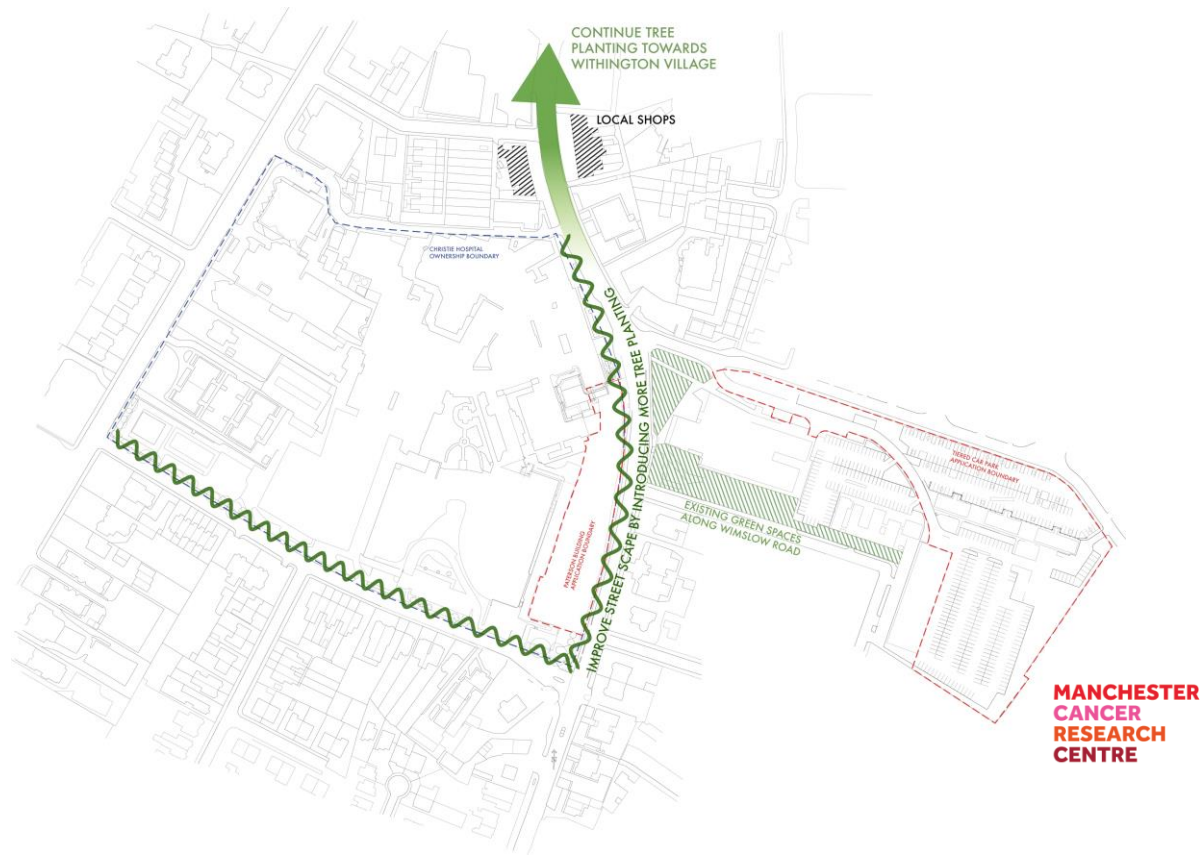 CONTINUE TREE
PLANTING TOWARDS
WITHINGTON VILLAGE
LOCAL SHOPS
CHRISTIE HOSPITAL
OWNERSHIP BOUNDARY
IMPROVE STREET SCAPE BY INTRODUCING MORE TREE PLANTING
TIERED CAR PARK
APPLICATION BOUNDARY
EXISTING GREEN SPACES
ALONG WIMSLOW ROAD
PATERSON BUILDING
APPLICATION BOUNDARY
MANCHESTER
CANCER
RESEARCH
CENTRE